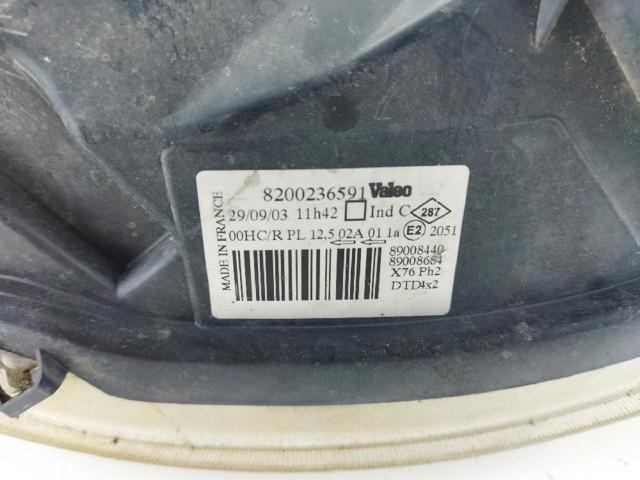 MADE IN FRANCE
8200236591 Valeo
29/09/03 11h42 Ind C 287
00HC/R PL 12,5 02A 01 1a E2 2051
89008440
89008684
X76 Ph2
DTD4x2